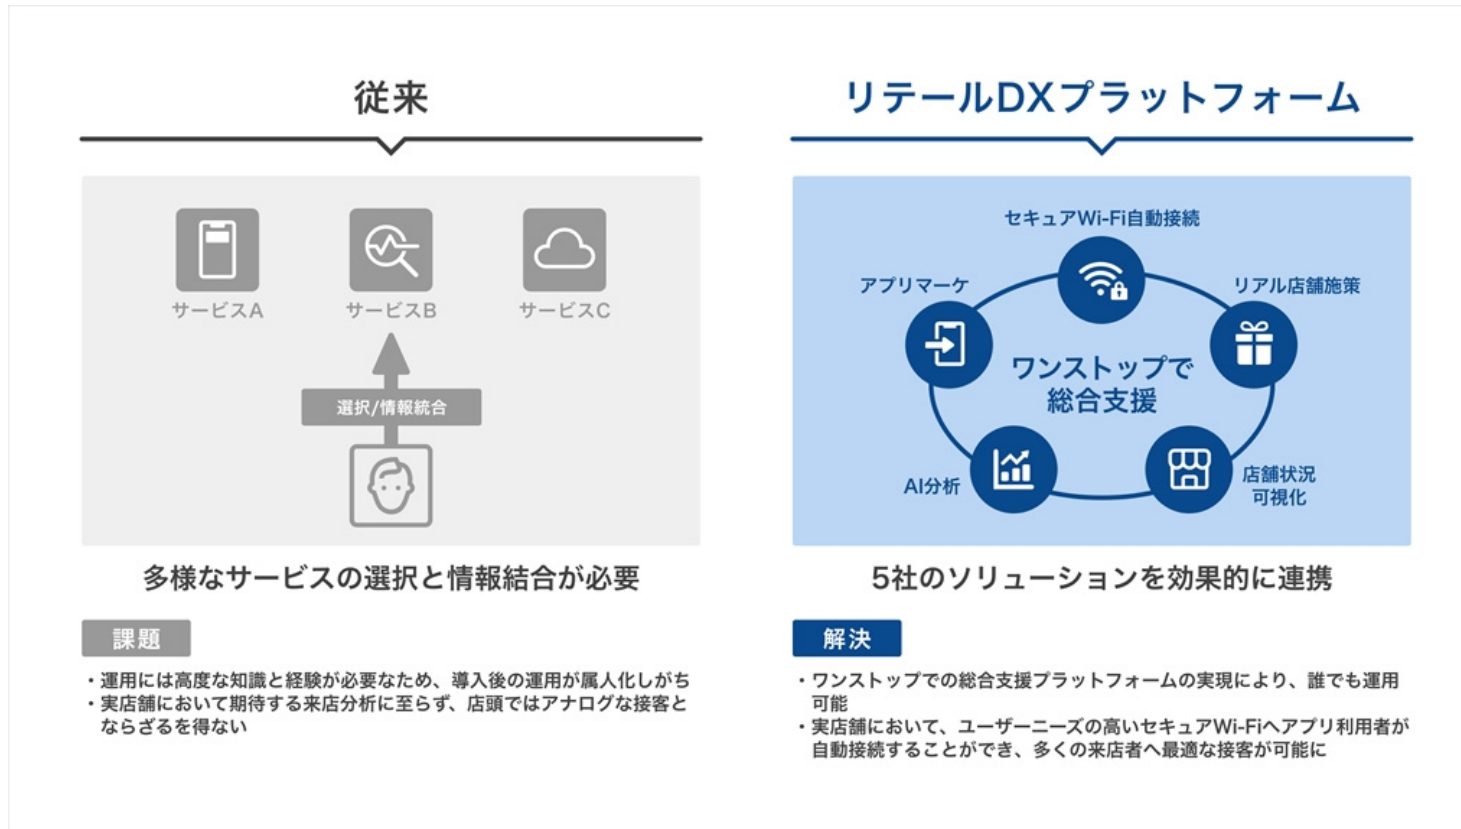 従来
サービスA
サービスB
サービスC
選択/情報統合
多様なサービスの選択と情報結合が必要
課題
・運用には高度な知識と経験が必要なため、導入後の運用が属人化しがち
・実店舗において期待する来店分析に至らず、店頭ではアナログな接客と
ならざるを得ない
リテールDXプラットフォーム
セキュアWi-Fi自動接続
アプリマーケ
リアル店舗施策
ワンストップで
総合支援
AI分析
店舗状況
可視化
5社のソリューションを効果的に連携
解決
・ワンストップでの総合支援プラットフォームの実現により、誰でも運用
可能
・実店舗において、ユーザーニーズの高いセキュアWi-Fiへアプリ利用者が
自動接続することができ、多くの来店者へ最適な接客が可能に